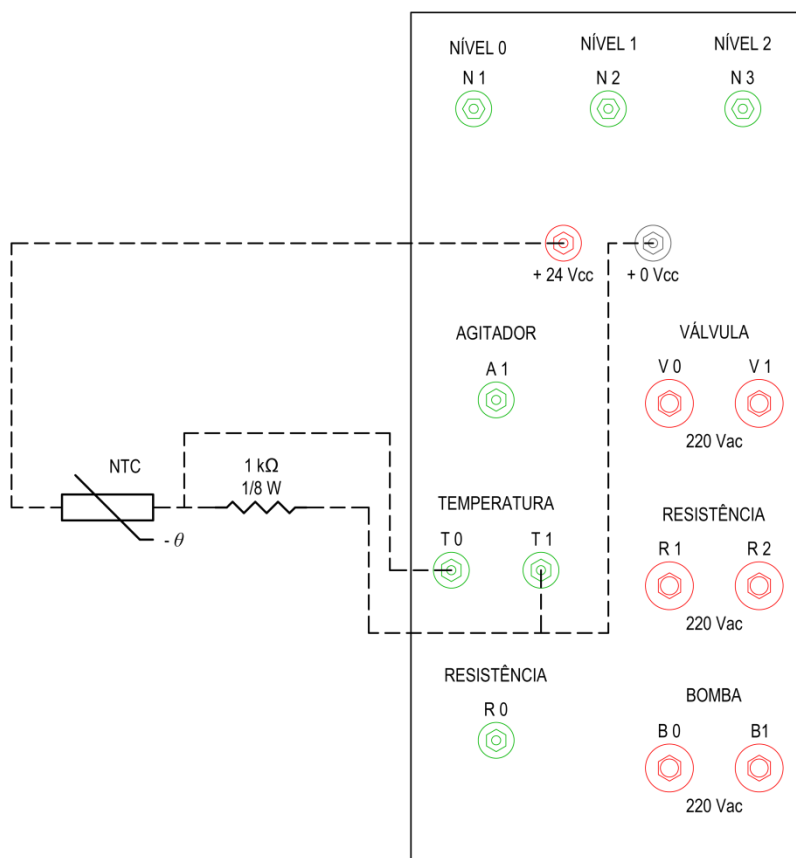 NÍVEL 0 NÍVEL 1 NÍVEL 2
N 1 N 2 N 3
+ 24 Vcc + 0 Vcc
AGITADOR VÁLVULA
A 1 V 0 V 1
220 Vac
NTC 1 kΩ
1/8 W
- θ
TEMPERATURA RESISTÊNCIA
T 0 T 1 R 1 R 2
220 Vac
RESISTÊNCIA BOMBA
R 0 B 0 B1
220 Vac